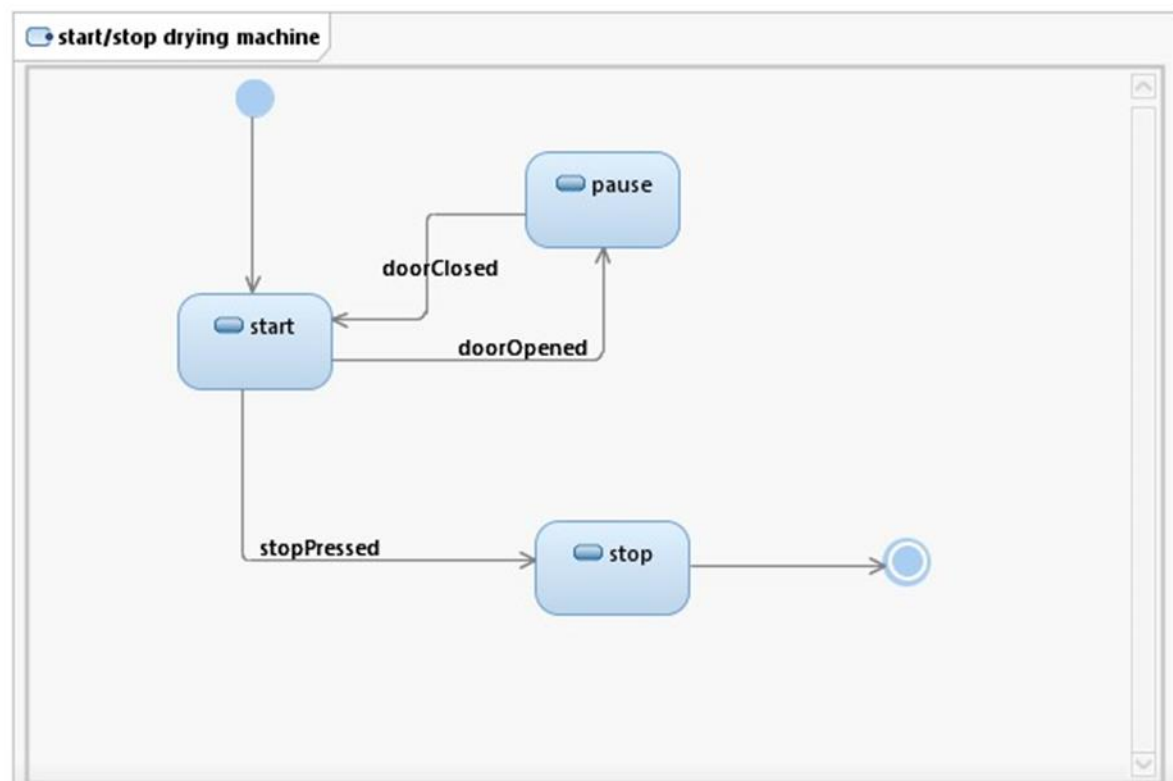 start/stop drying machine
pause
doorClosed
start
doorOpened
stopPressed
stop